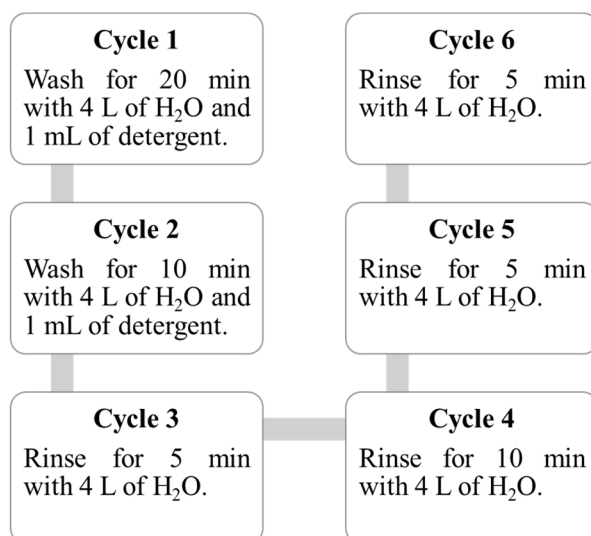 Cycle 1
Wash for 20 min
with 4 L of H₂O and
1 mL of detergent.
Cycle 2
Wash for 10 min
with 4 L of H₂O and
1 mL of detergent.
Cycle 3
Rinse for 5 min
with 4 L of H₂O.
Cycle 4
Rinse for 10 min
with 4 L of H₂O.
Cycle 5
Rinse for 5 min
with 4 L of H₂O.
Cycle 6
Rinse for 5 min
with 4 L of H₂O.